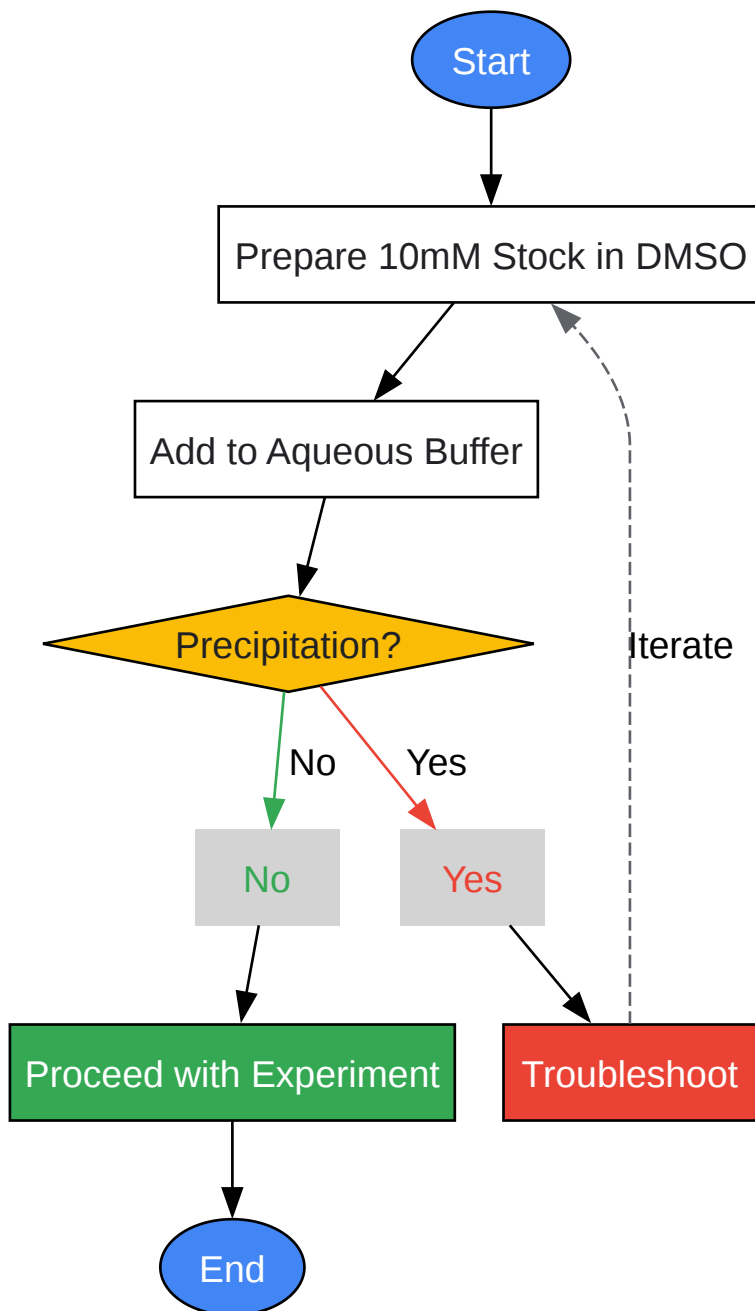 Start
Prepare 10mM Stock in DMSO
Add to Aqueous Buffer
Precipitation?
Iterate
No
Yes
No
Yes
Proceed with Experiment
Troubleshoot
End